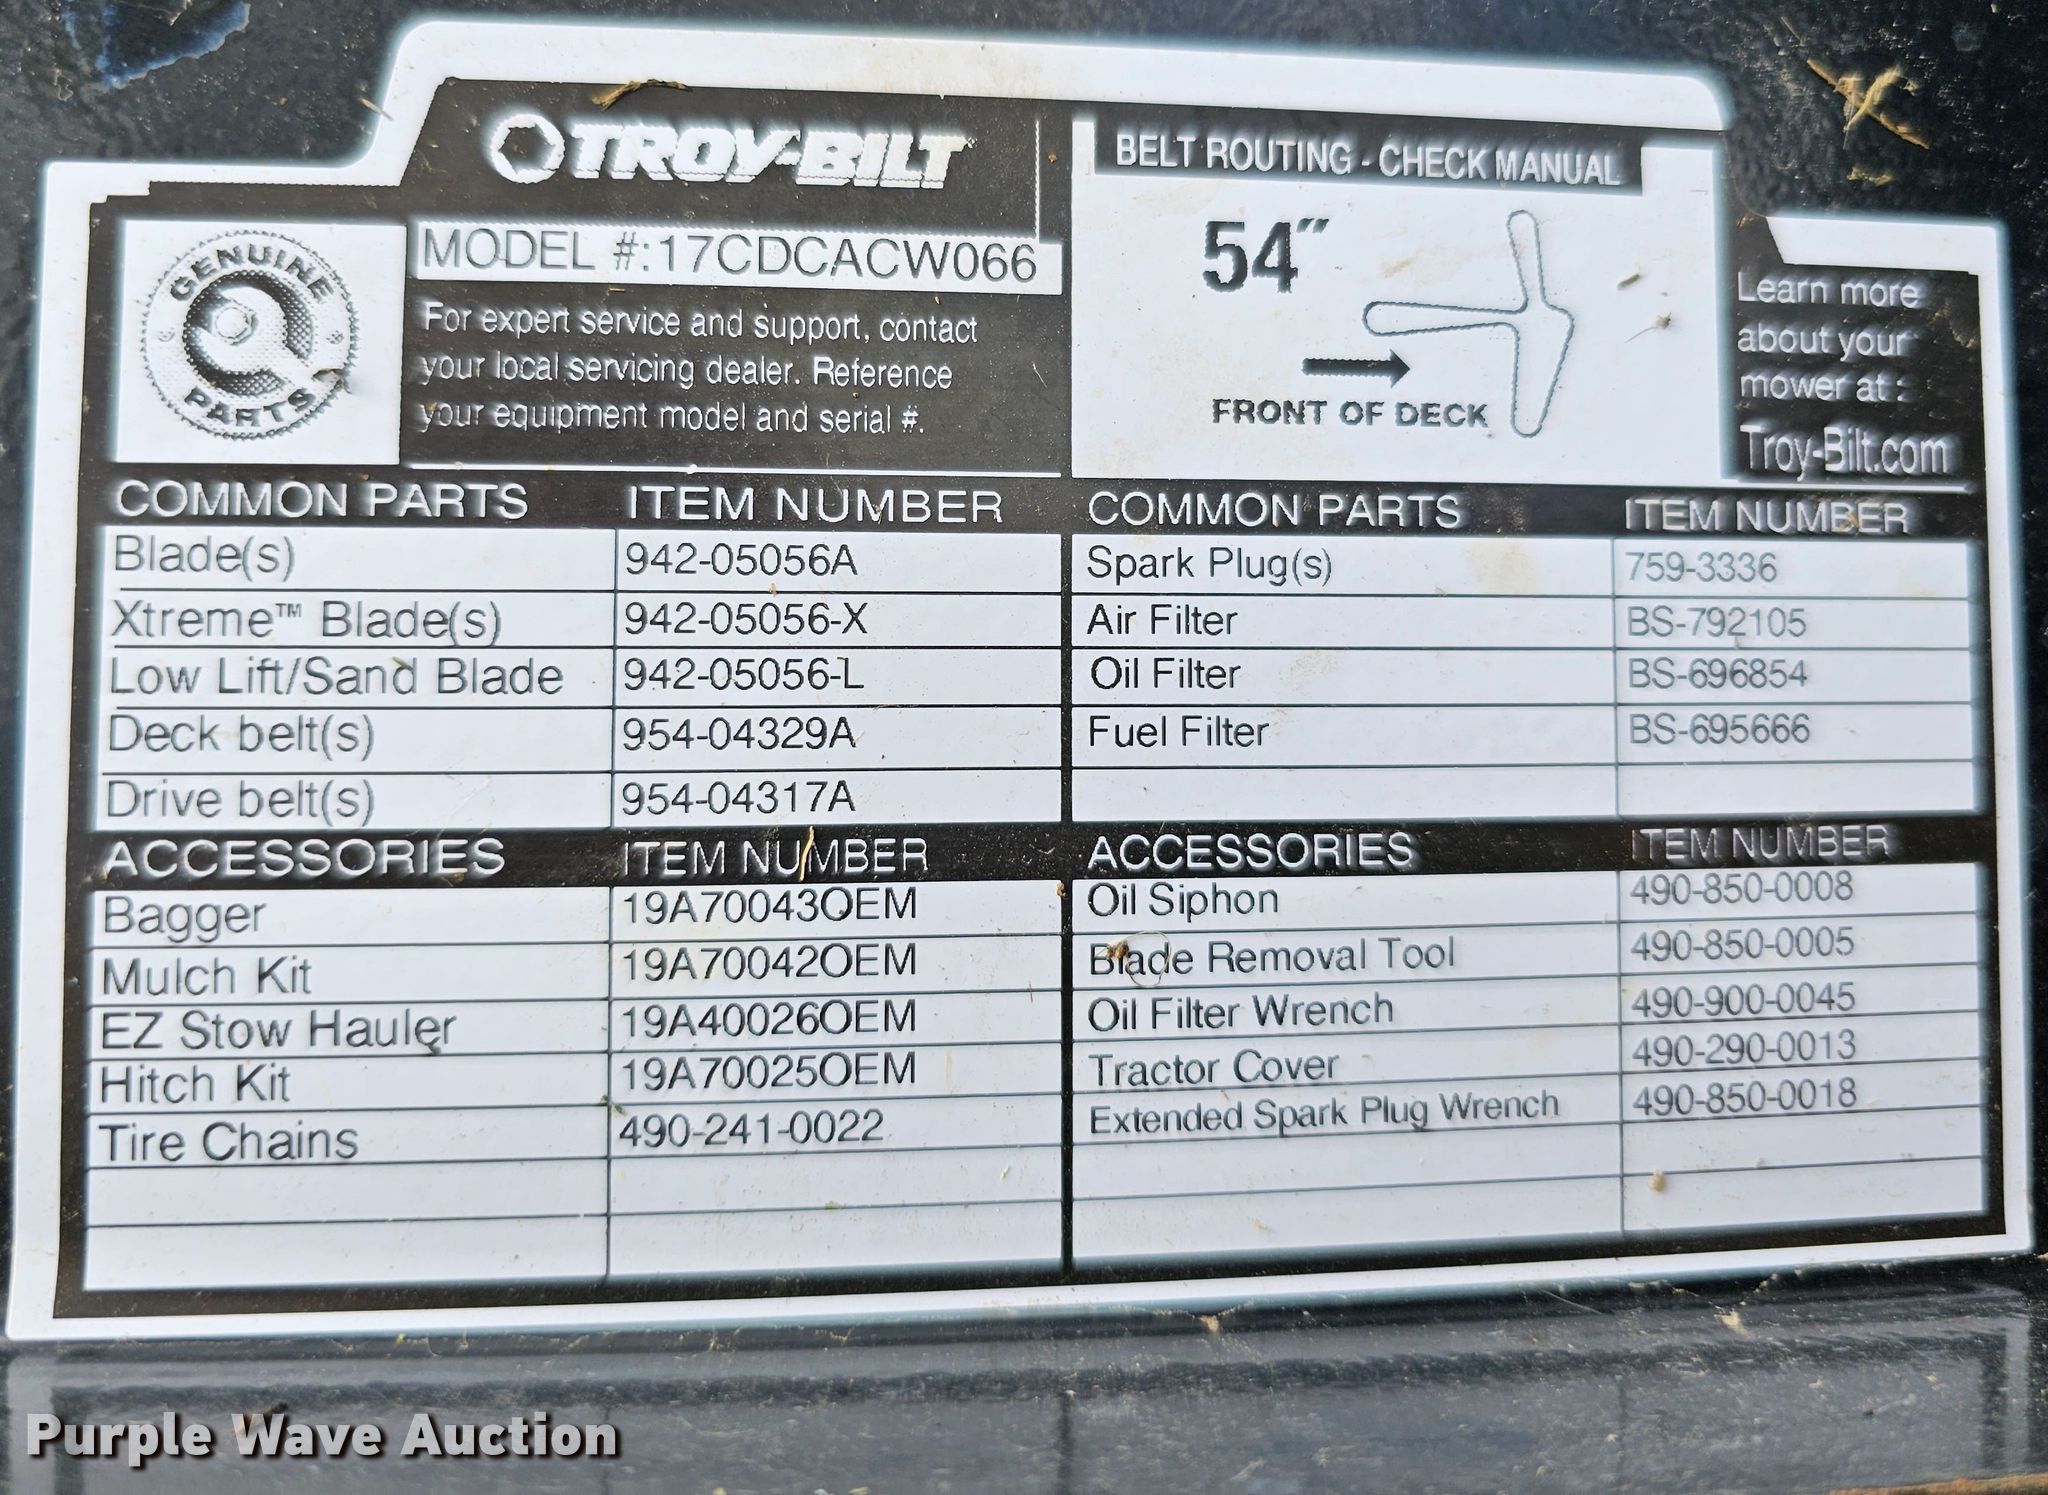 TROY-BILT
GENUINE
PARTS
MODEL #:17CDCACW066
For expert service and support, contact
your local servicing dealer. Reference
your equipment model and serial #.
BELT ROUTING - CHECK MANUAL
54"
FRONT OF DECK
Learn more
about your
mower at :
Troy-Bilt.com
COMMON PARTS ITEM NUMBER
Blade(s) 942-05056A
Xtreme™ Blade(s) 942-05056-X
Low Lift/Sand Blade 942-05056-L
Deck belt(s) 954-04329A
Drive belt(s) 954-04317A
COMMON PARTS ITEM NUMBER
Spark Plug(s) 759-3336
Air Filter BS-792105
Oil Filter BS-696854
Fuel Filter BS-695666
ACCESSORIES ITEM NUMBER
Bagger 19A70043OEM
Mulch Kit 19A70042OEM
EZ Stow Hauler 19A40026OEM
Hitch Kit 19A70025OEM
Tire Chains 490-241-0022
ACCESSORIES ITEM NUMBER
Oil Siphon 490-850-0008
Blade Removal Tool 490-850-0005
Oil Filter Wrench 490-900-0045
Tractor Cover 490-290-0013
Extended Spark Plug Wrench 490-850-0018
Purple Wave Auction